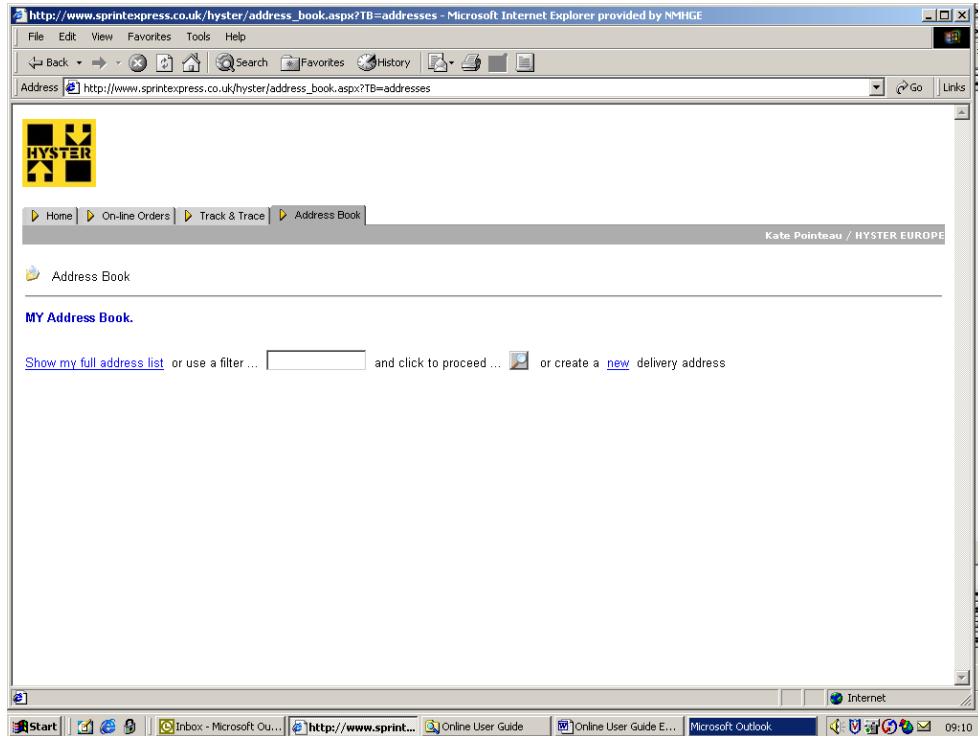 http://www.sprintexpress.co.uk/hyster/address_book.aspx?TB=addresses - Microsoft Internet Explorer provided by NMHGE
File Edit View Favorites Tools Help
Back Search Favorites History
Address http://www.sprintexpress.co.uk/hyster/address_book.aspx?TB=addresses Go Links
HYSTER
Home On-line Orders Track & Trace Address Book
Kate Pointeau / HYSTER EUROPE
Address Book
MY Address Book.
Show my full address list or use a filter ... and click to proceed ... or create a new delivery address
Internet
Start Inbox - Microsoft Ou... http://www.sprint... Online User Guide Online User Guide E... Microsoft Outlook 09:10